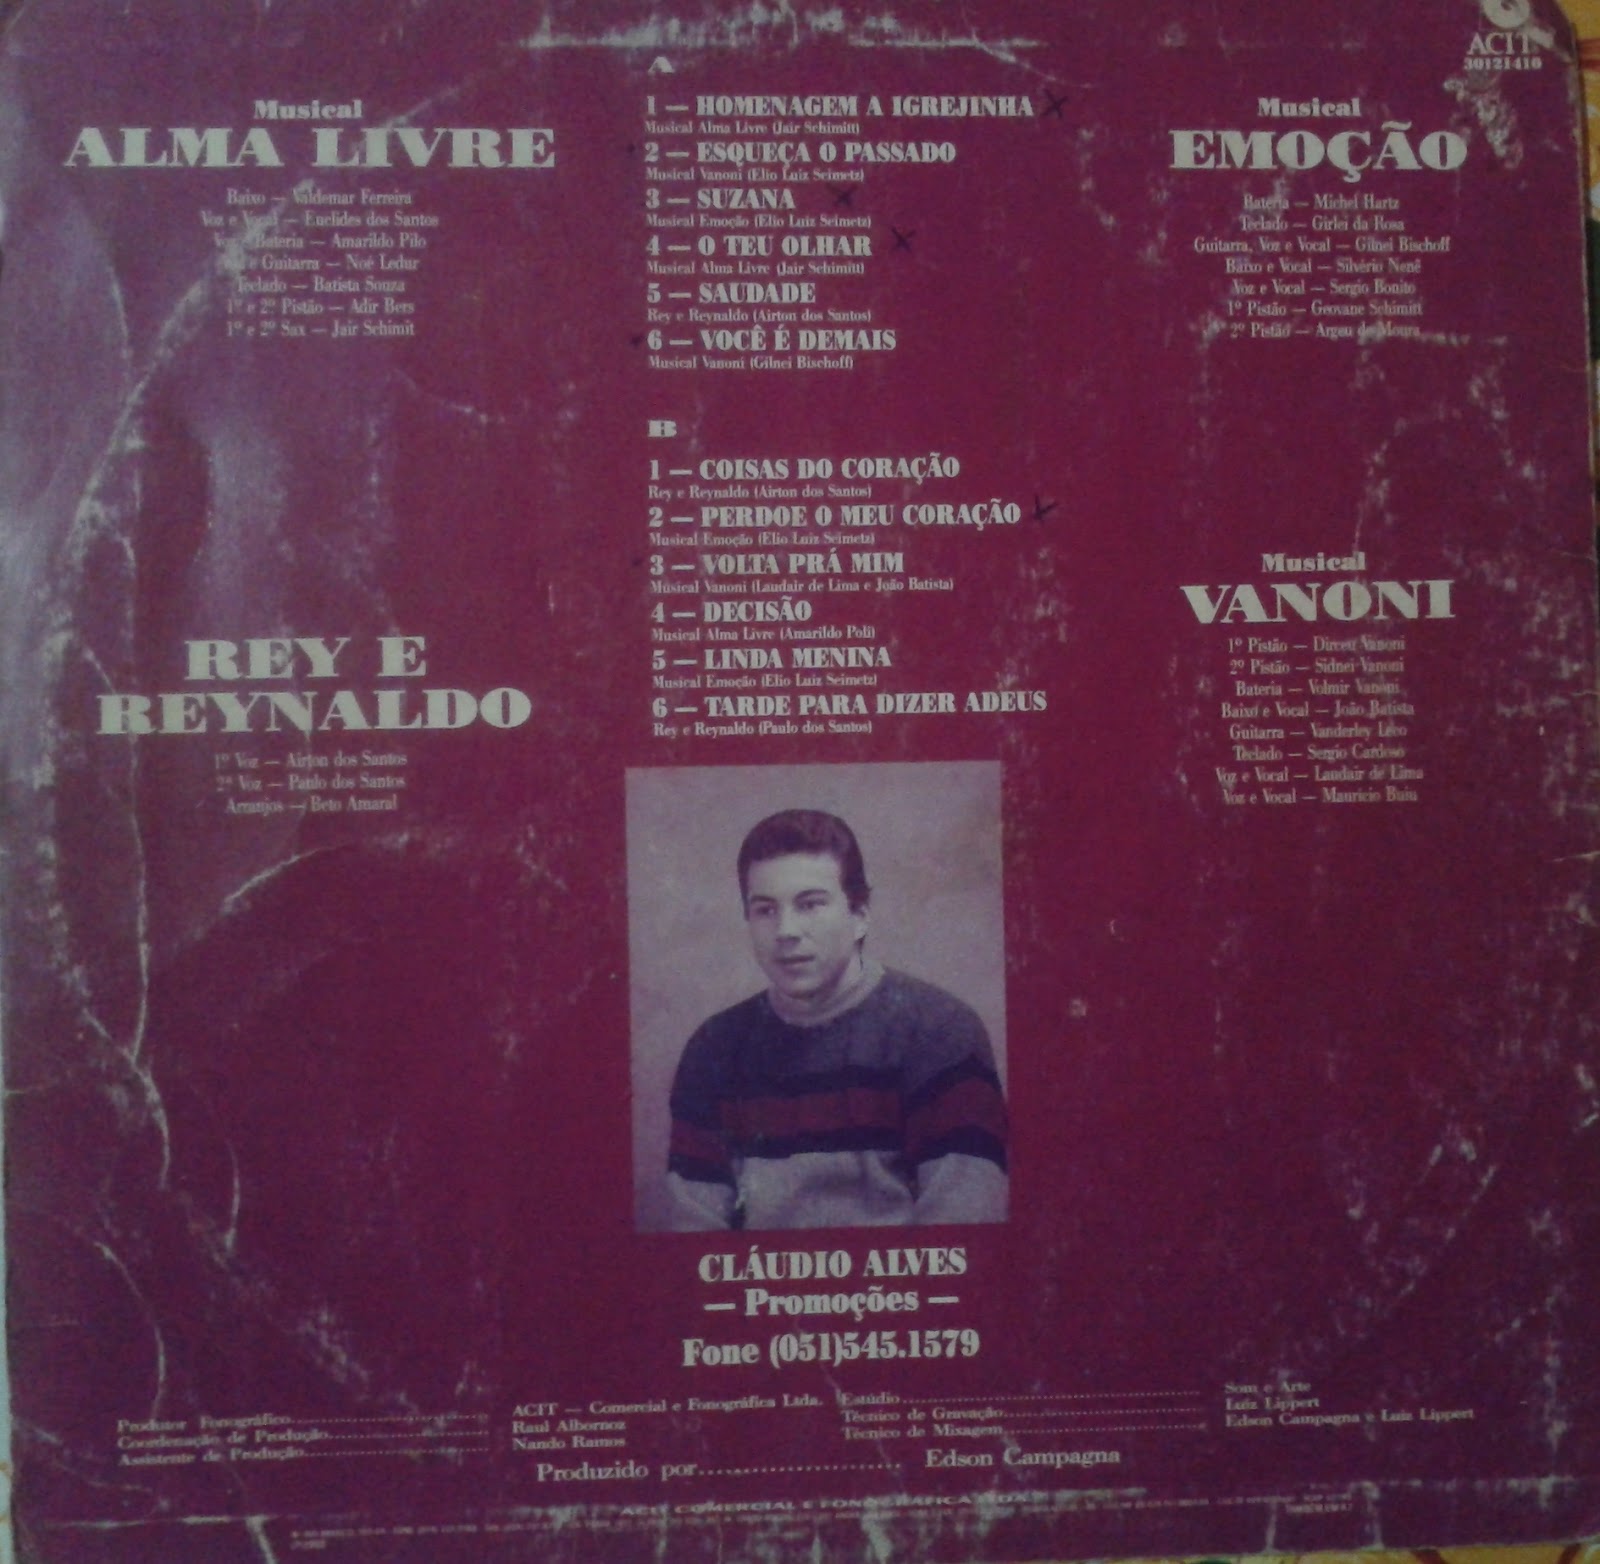 ACIT
30121410
Musical
ALMA LIVRE
Baixo — Valdemar Ferreira
Voz e Vocal — Euclides dos Santos
Voz e Bateria — Amarildo Pilo
e Guitarra — Noé Ledur
Teclado — Batista Souza
1º e 2º Pistão — Adir Bers
1º e 2º Sax — Jair Schimit
REY E
REYNALDO
1ª Voz — Airton dos Santos
2ª Voz — Paulo dos Santos
Arranjos — Beto Amaral
A
1 — HOMENAGEM A IGREJINHA
Musical Alma Livre (Jair Schimitt)
2 — ESQUEÇA O PASSADO
Musical Vanoni (Elio Luiz Seimetz)
3 — SUZANA
Musical Emoção (Elio Luiz Seimetz)
4 — O TEU OLHAR
Musical Alma Livre (Jair Schimitt)
5 — SAUDADE
Rey e Reynaldo (Airton dos Santos)
6 — VOCÊ É DEMAIS
Musical Vanoni (Gilnei Bischoff)
B
1 — COISAS DO CORAÇÃO
Rey e Reynaldo (Airton dos Santos)
2 — PERDOE O MEU CORAÇÃO
Musical Emoção (Elio Luiz Seimetz)
3 — VOLTA PRÁ MIM
Musical Vanoni (Laudair de Lima e João Batista)
4 — DECISÃO
Musical Alma Livre (Amarildo Poli)
5 — LINDA MENINA
Musical Emoção (Elio Luiz Seimetz)
6 — TARDE PARA DIZER ADEUS
Rey e Reynaldo (Paulo dos Santos)
Musical
EMOÇÃO
Bateria — Michel Hartz
Teclado — Girlei da Rosa
Guitarra, Voz e Vocal — Gilnei Bischoff
Baixo e Vocal — Silvério Nenê
Voz e Vocal — Sergio Bonito
1º Pistão — Geovane Schimitt
2º Pistão — Argeu de Moura
Musical
VANONI
1º Pistão — Dirceu Vanoni
2º Pistão — Sidnei Vanoni
Bateria — Volmir Vanoni
Baixo e Vocal — João Batista
Guitarra — Vanderley Léco
Teclado — Sergio Cardoso
Voz e Vocal — Laudair de Lima
Voz e Vocal — Mauricio Buiu
CLÁUDIO ALVES
— Promoções —
Fone (051)545.1579
Produtor Fonográfico.................... ACIT — Comercial e Fonográfica Ltda.
Coordenação de Produção.................... Raul Albornoz
Assistente de Produção.................... Nando Ramos
Estúdio.................... Som e Arte
Técnico de Gravação.................... Luiz Lippert
Técnico de Mixagem.................... Edson Campagna e Luiz Lippert
Produzido por.................... Edson Campagna
ACIT COMERCIAL E FONOGRÁFICA LTDA